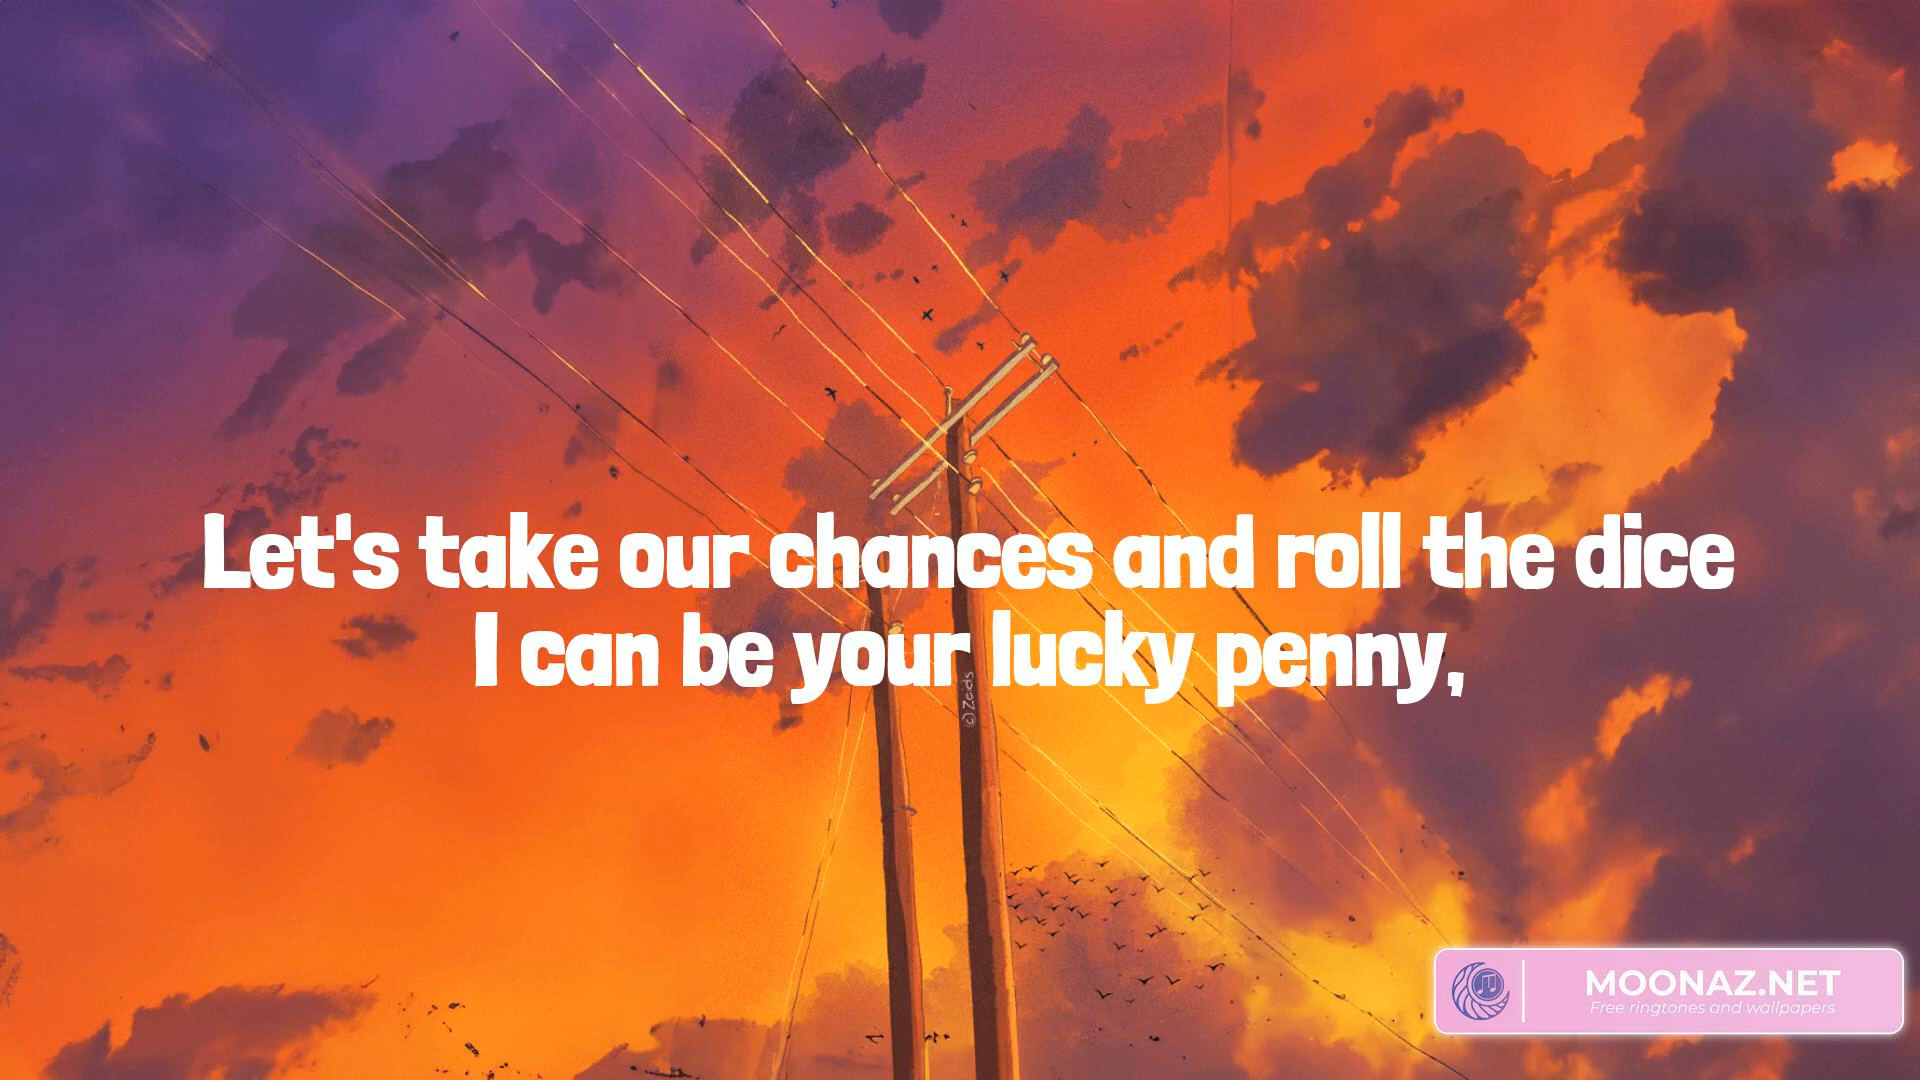 Let's take our chances and roll the dice
I can be your lucky penny,
© Zaids
MOONAZ.NET
Free ringtones and wallpapers